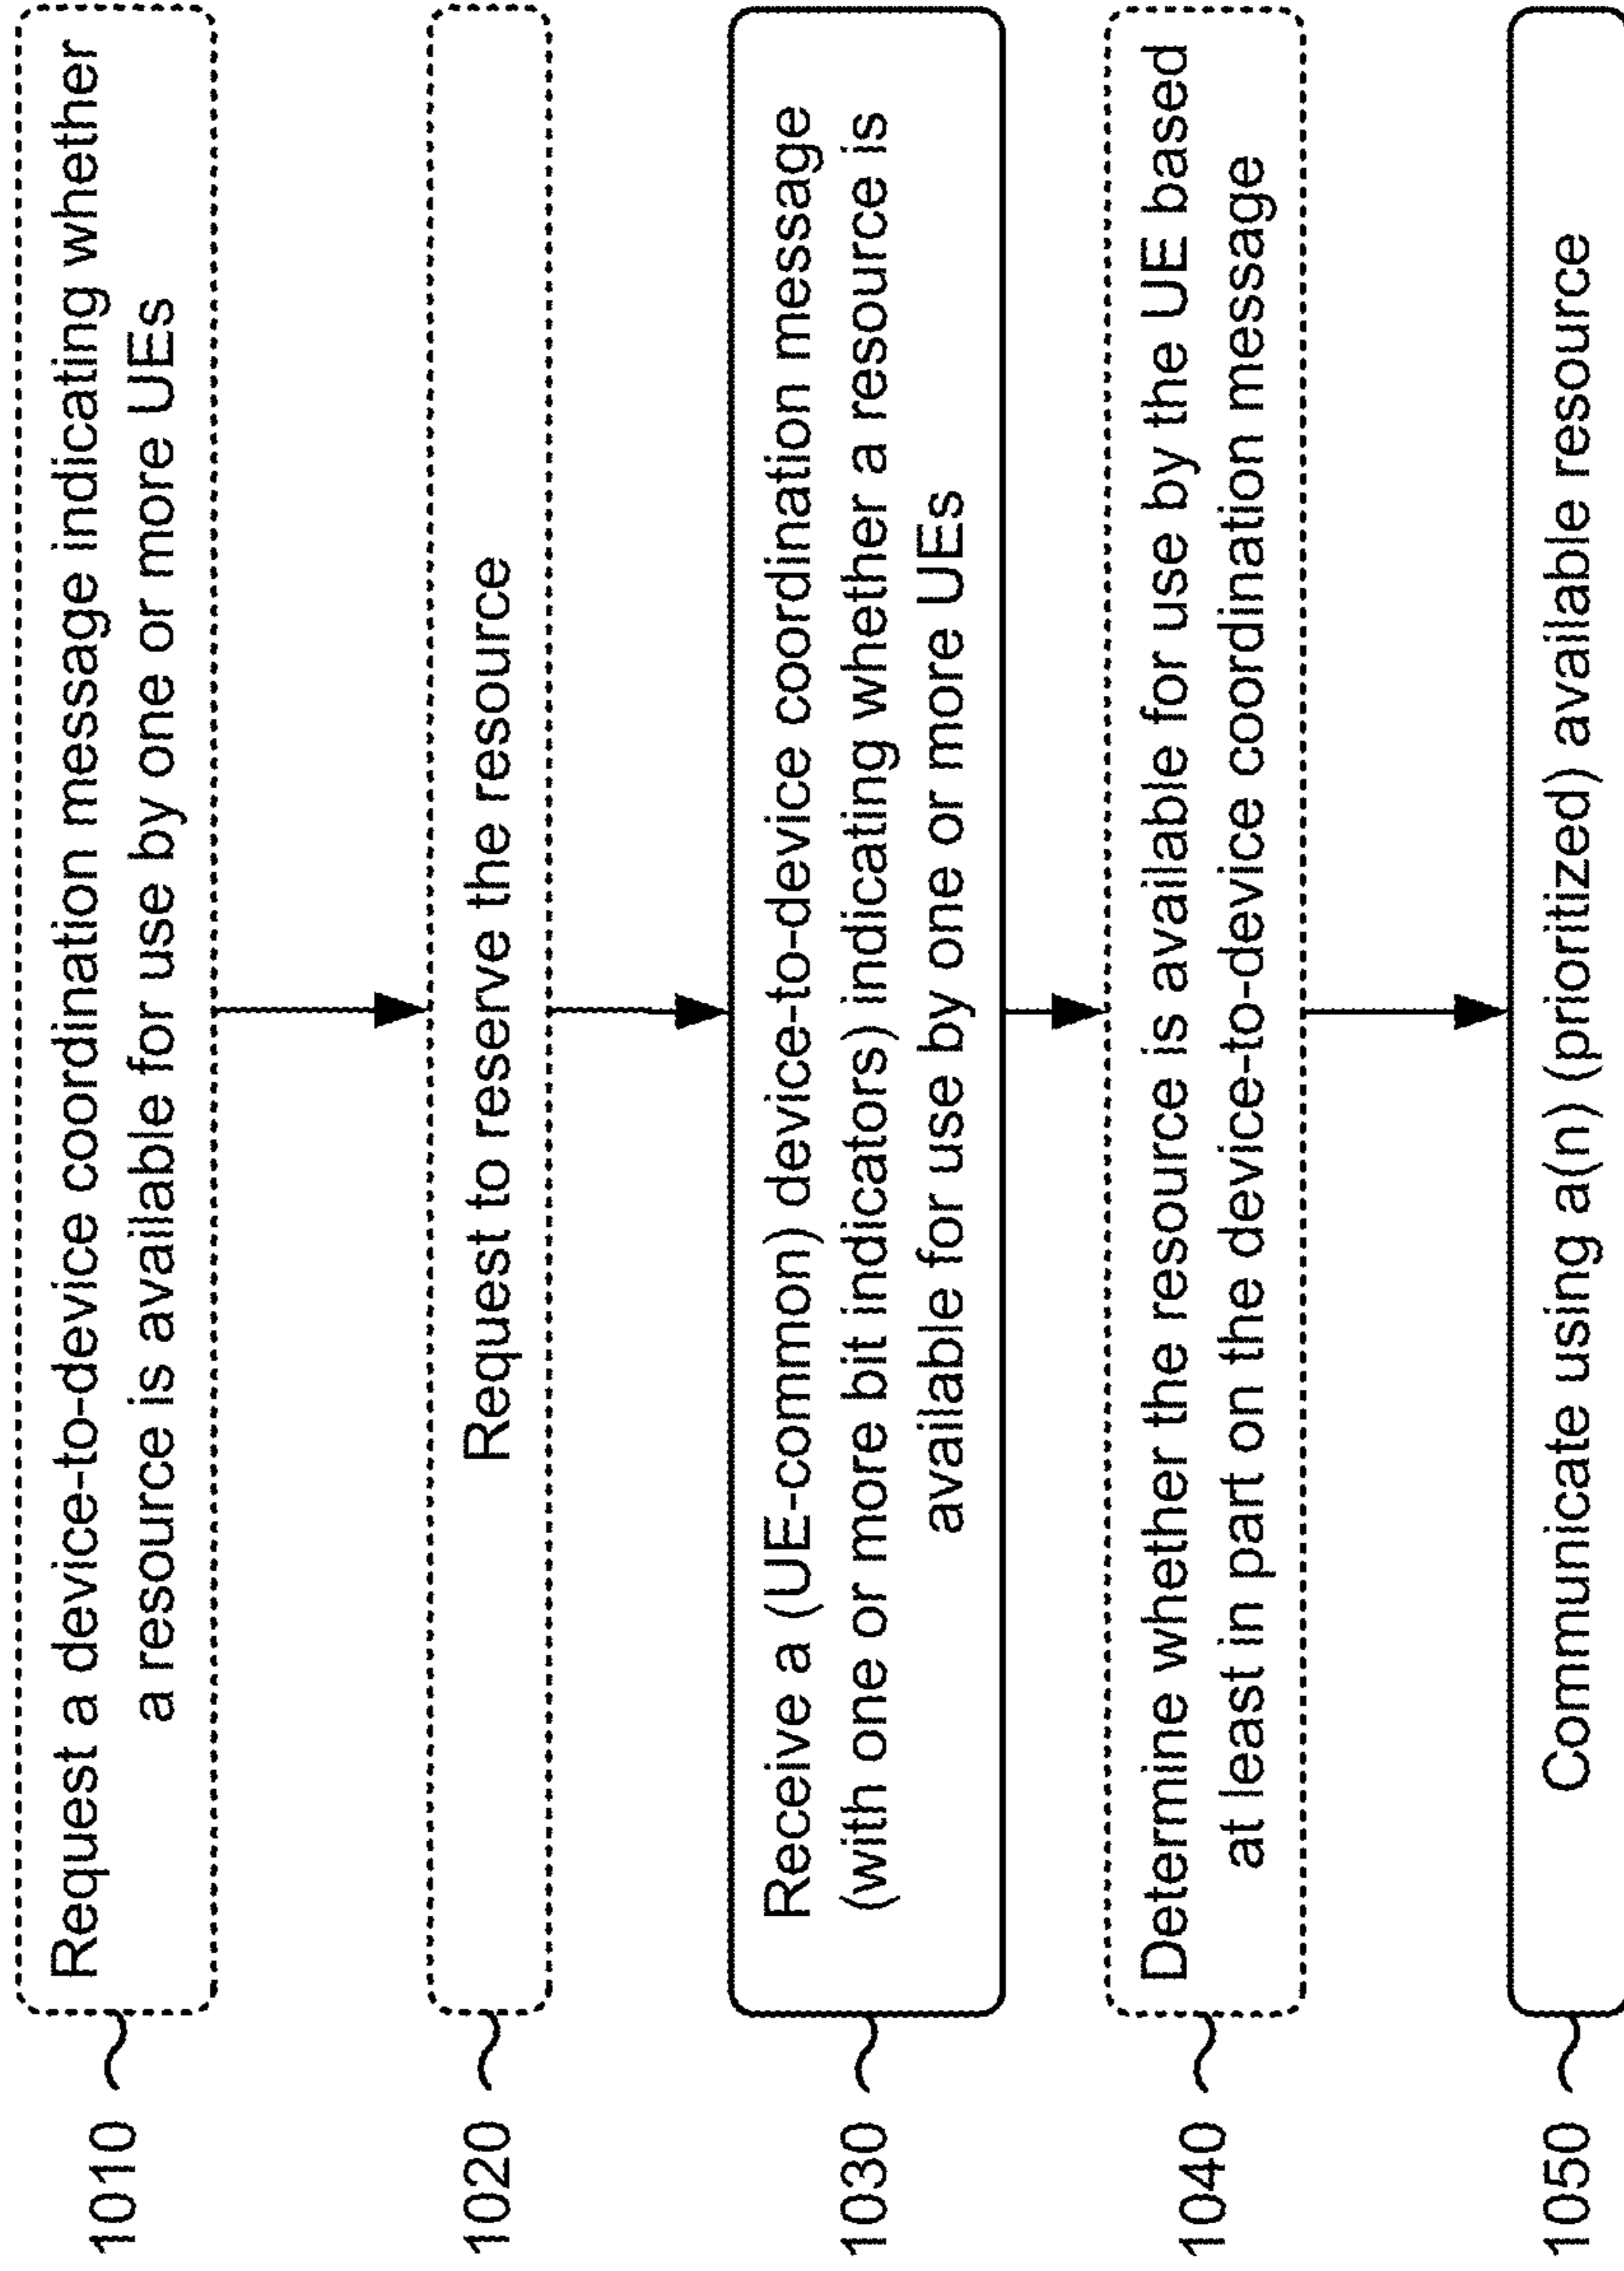 1010
Request a device-to-device coordination message indicating whether
a resource is available for use by one or more UEs
1020
Request to reserve the resource
1030
Receive a (UE-common) device-to-device coordination message
(with one or more bit indicators) indicating whether a resource is
available for use by one or more UEs
1040
Determine whether the resource is available for use by the UE based
at least in part on the device-to-device coordination message
1050
Communicate using a(n) (prioritized) available resource